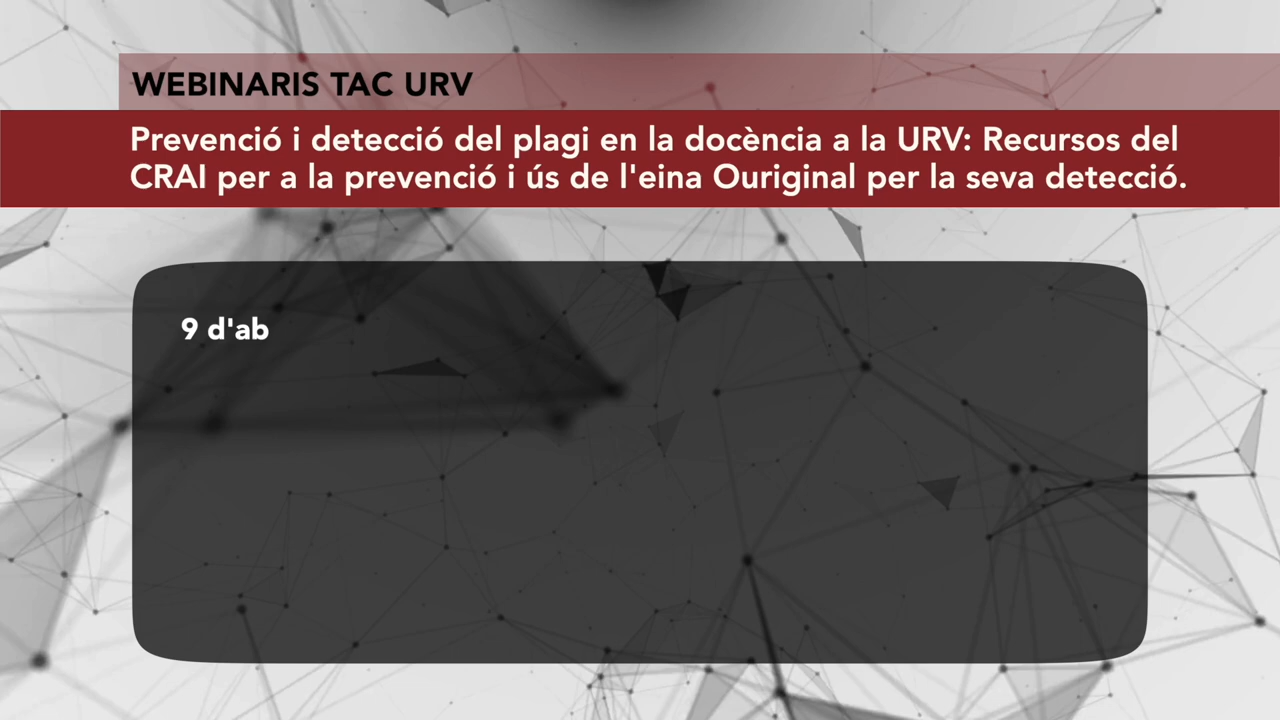 WEBINARIS TAC URV
Prevenció i detecció del plagi en la docència a la URV: Recursos del
CRAI per a la prevenció i ús de l'eina Ouriginal per la seva detecció.
9 d'ab